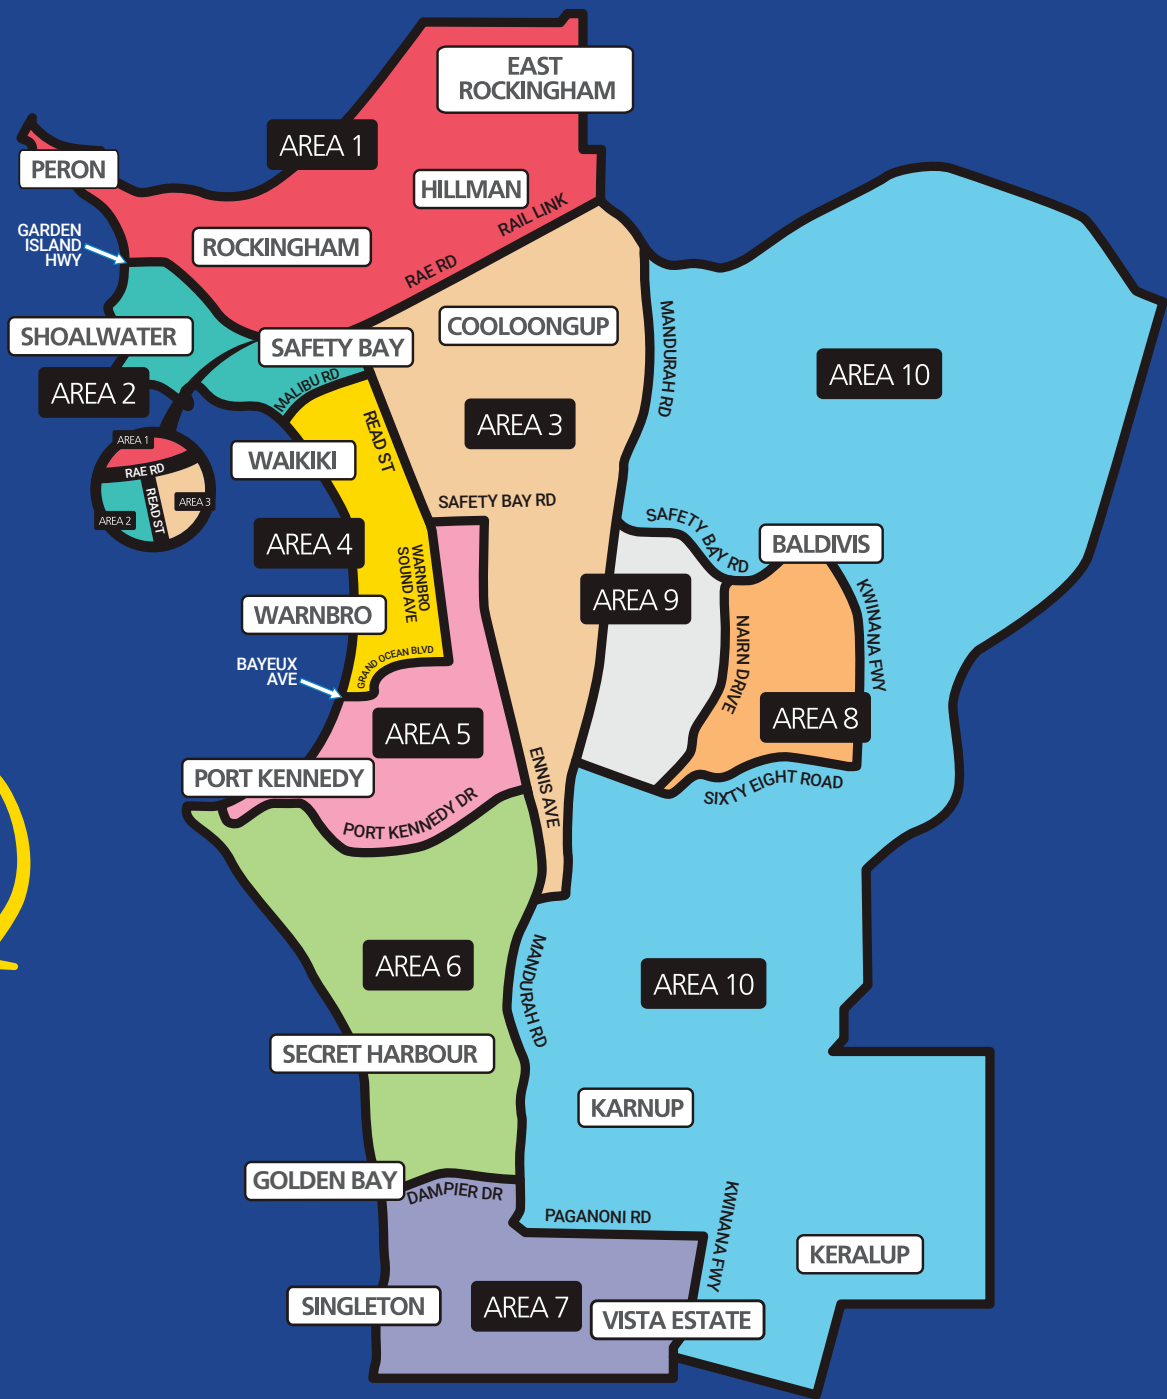 EAST
ROCKINGHAM
AREA 1
PERON
HILLMAN
RAIL LINK
GARDEN
ISLAND
HWY
ROCKINGHAM
RAE RD
MANDURAH RD
SHOALWATER
SAFETY BAY
COOLOONGUP
AREA 10
AREA 2
MALIBU RD
AREA 3
READ ST
AREA 1
RAE RD
READ ST
AREA 3
AREA 2
WAIKIKI
SAFETY BAY RD
SAFETY BAY RD
AREA 4
WARNBRO
SOUND AVE
BALDIVIS
AREA 9
KWINANA FWY
WARNBRO
NAIRN DRIVE
GRAND OCEAN BLVD
BAYEUX
AVE
AREA 5
AREA 8
PORT KENNEDY
ENNIS AVE
SIXTY EIGHT ROAD
PORT KENNEDY DR
AREA 6
MANDURAH RD
AREA 10
SECRET HARBOUR
KARNUP
GOLDEN BAY
DAMPIER DR
PAGANONI RD
KWINANA FWY
KERALUP
SINGLETON
AREA 7
VISTA ESTATE